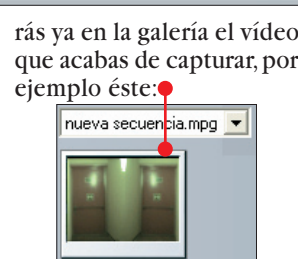 rás ya en la galería el vídeo
que acabas de capturar, por
ejemplo éste:
nueva secuencia.mpg